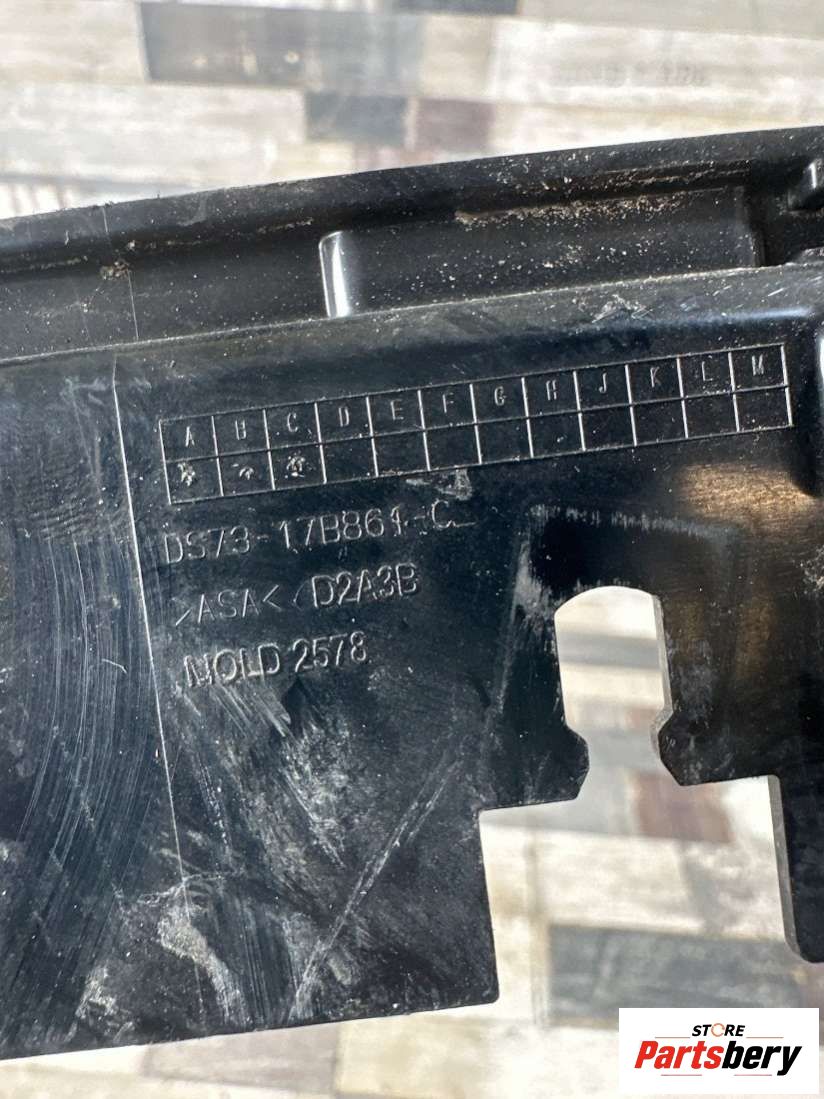 A B C D E F G H J K L M
DS73-17B861-C
>ASA< D2A3B
MOLD 2578
STORE
Partsbery